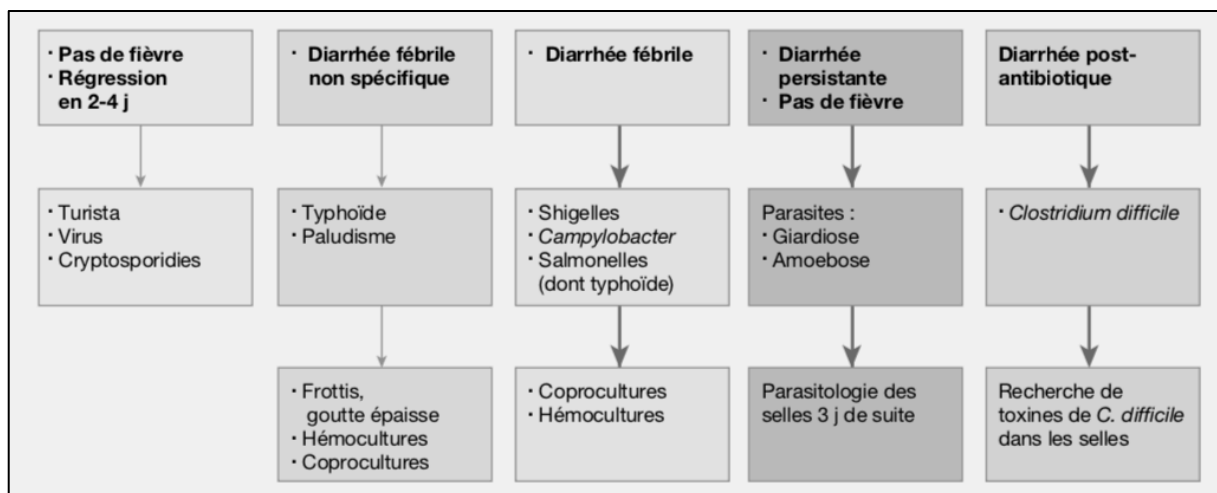 · Pas de fièvre
· Régression
en 2-4 j
· Diarrhée fébrile
non spécifique
· Diarrhée fébrile
· Diarrhée
persistante
· Pas de fièvre
Diarrhée post-
antibiotique
· Turista
· Virus
· Cryptosporidies
· Typhoïde
· Paludisme
· Shigelles
· Campylobacter
· Salmonelles
(dont typhoïde)
Parasites :
· Giardiose
· Amoebose
· Clostridium difficile
· Frottis,
goutte épaisse
· Hémocultures
· Coprocultures
· Coprocultures
· Hémocultures
Parasitologie des
selles 3 j de suite
Recherche de
toxines de C. difficile
dans les selles